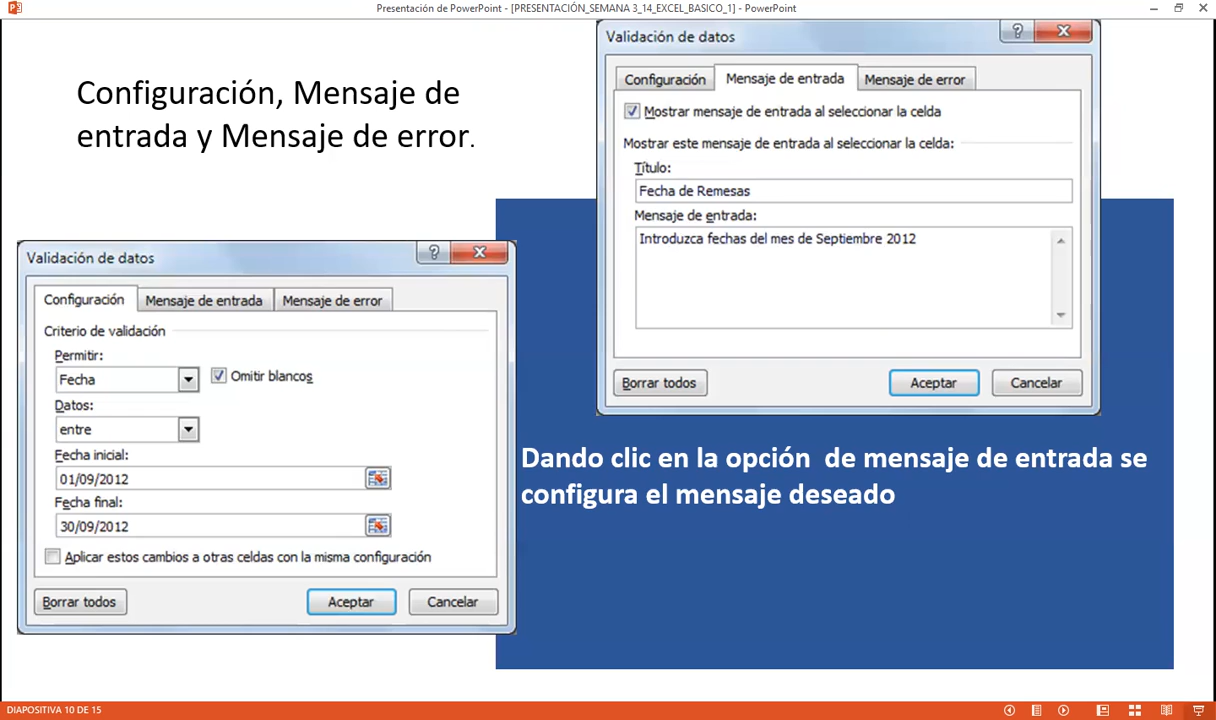 Presentación de PowerPoint - [PRESENTACIÓN_SEMANA 3_14_EXCEL_BASICO_1] - PowerPoint
Configuración, Mensaje de
entrada y Mensaje de error.
Validación de datos
Configuración Mensaje de entrada Mensaje de error
Mostrar mensaje de entrada al seleccionar la celda
Mostrar este mensaje de entrada al seleccionar la celda:
Título:
Fecha de Remesas
Mensaje de entrada:
Introduzca fechas del mes de Septiembre 2012
Borrar todos Aceptar Cancelar
Validación de datos
Configuración Mensaje de entrada Mensaje de error
Criterio de validación
Permitir:
Fecha Omitir blancos
Datos:
entre
Fecha inicial:
01/09/2012
Fecha final:
30/09/2012
Aplicar estos cambios a otras celdas con la misma configuración
Borrar todos Aceptar Cancelar
Dando clic en la opción de mensaje de entrada se
configura el mensaje deseado
DIAPOSITIVA 10 DE 15